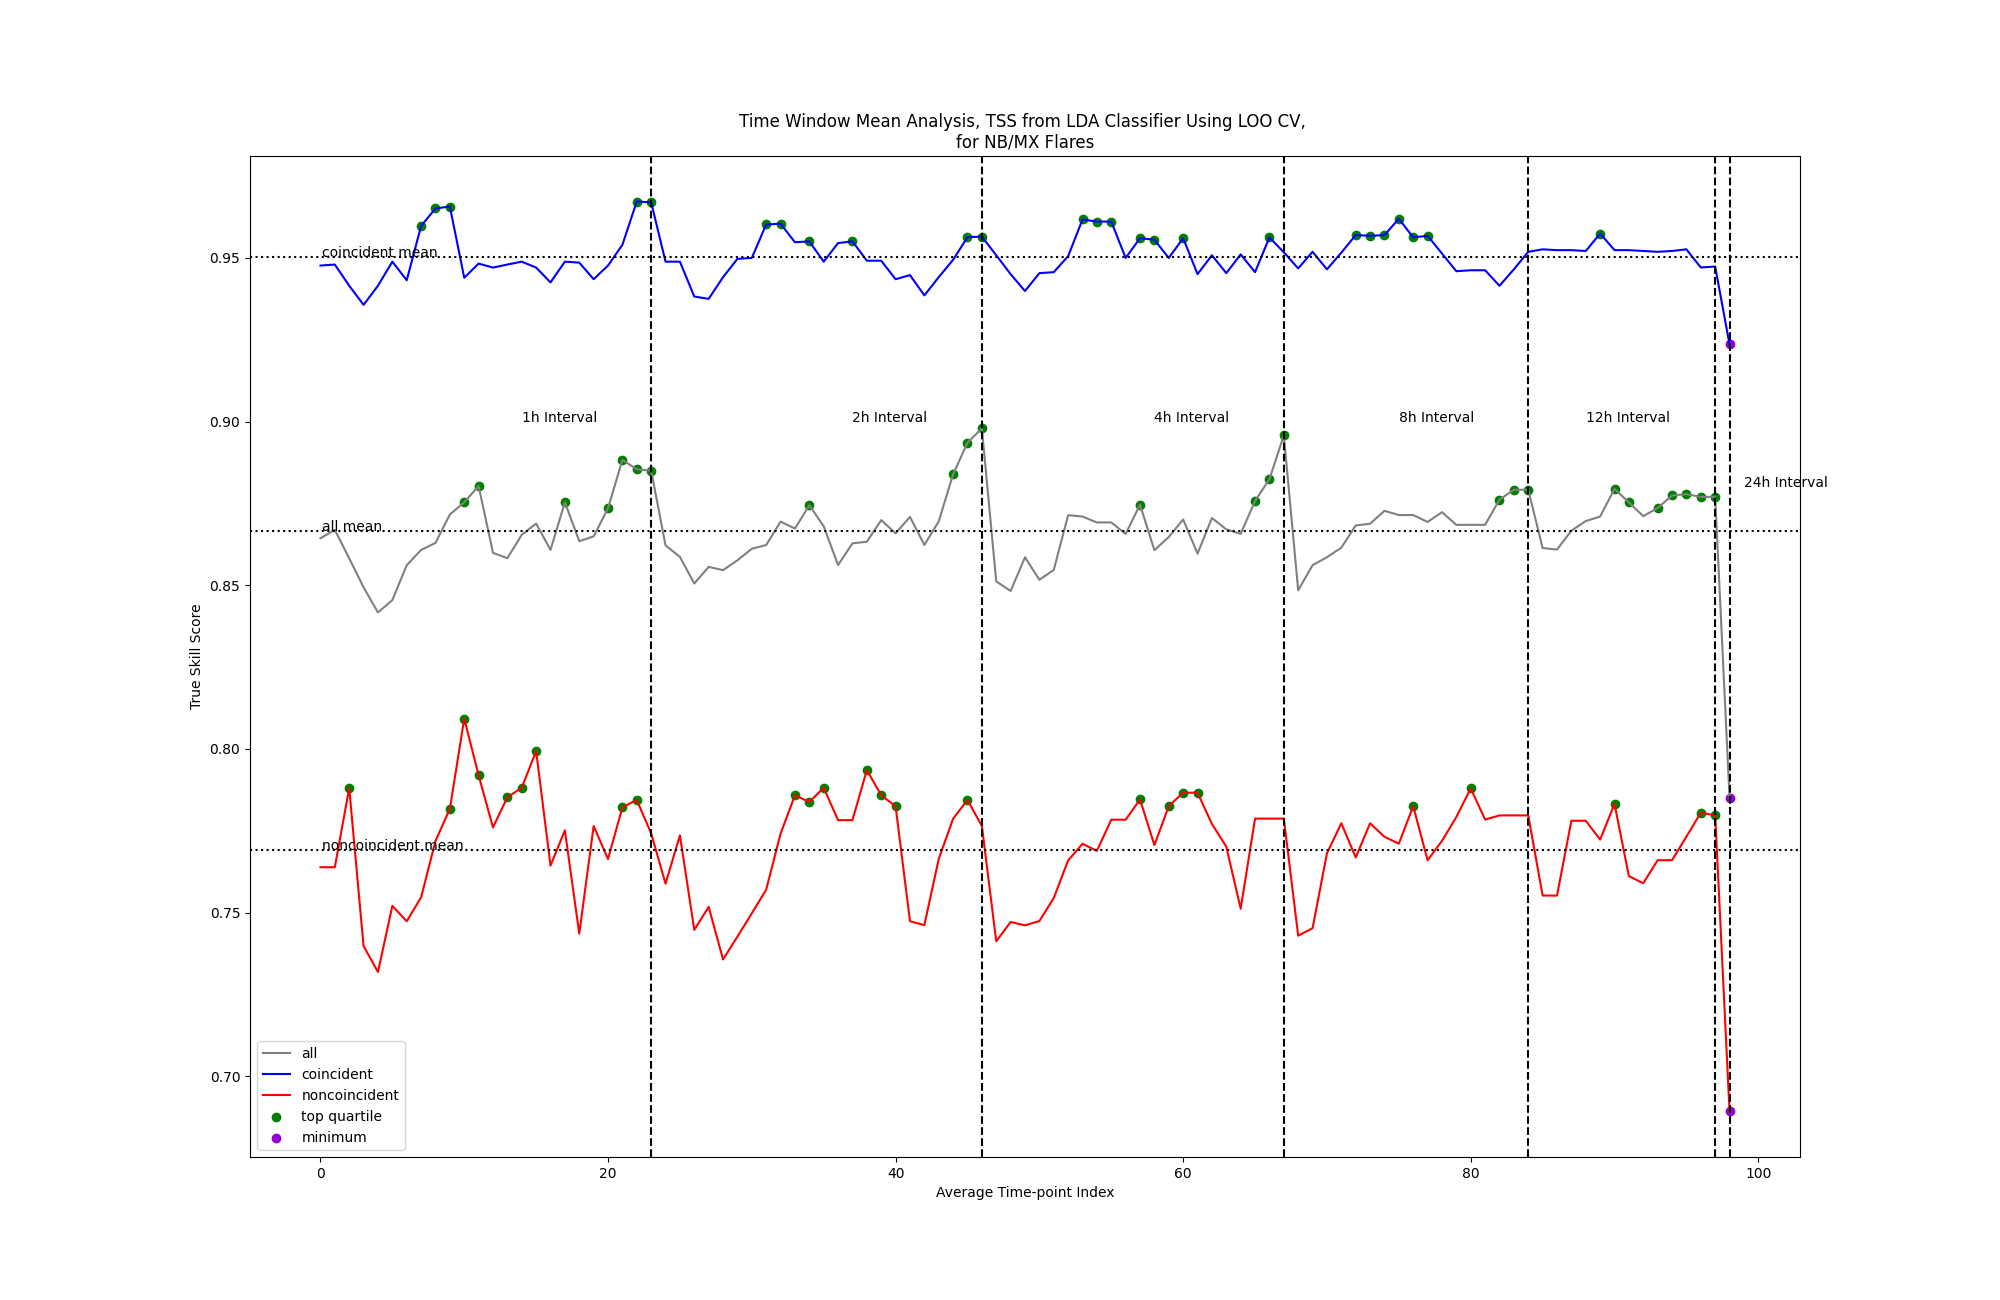 Time Window Mean Analysis, TSS from LDA Classifier Using LOO CV,
for NB/MX Flares
True Skill Score
0.95
0.90
0.85
0.80
0.75
0.70
coincident mean
1h Interval
2h Interval
4h Interval
8h Interval
12h Interval
24h Interval
all mean
noncoincident mean
all
coincident
noncoincident
top quartile
minimum
0
20
40
60
80
100
Average Time-point Index